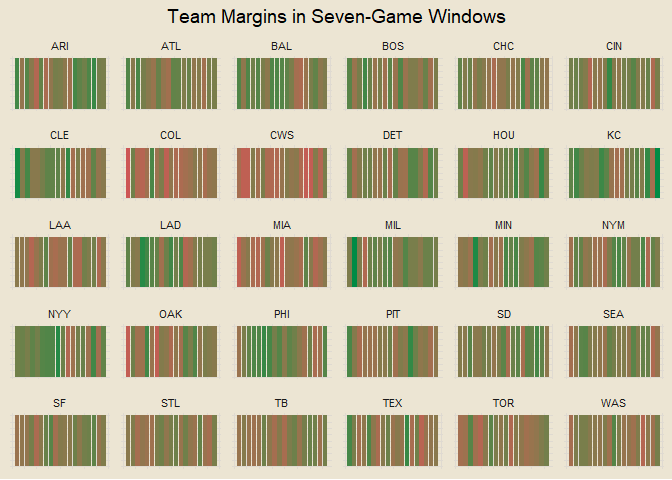 Team Margins in Seven-Game Windows
ARI ATL BAL BOS CHC CIN
CLE COL CWS DET HOU KC
LAA LAD MIA MIL MIN NYM
NYY OAK PHI PIT SD SEA
SF STL TB TEX TOR WAS